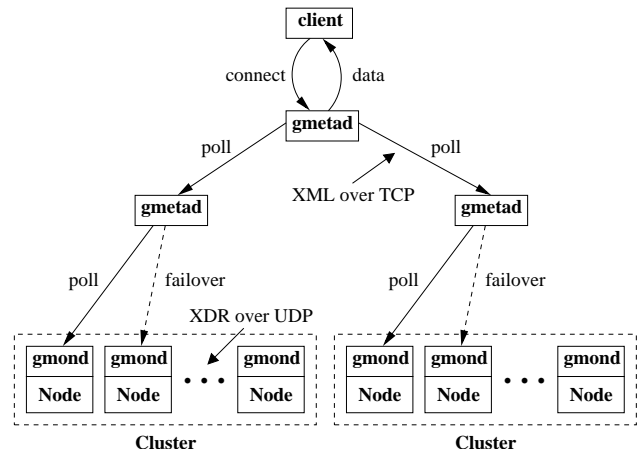 client
connect
data
gmetad
poll
poll
XML over TCP
gmetad
gmetad
poll
failover
poll
failover
XDR over UDP
gmond
gmond
gmond
gmond
gmond
gmond
Node
Node
Node
Node
Node
Node
Cluster
Cluster